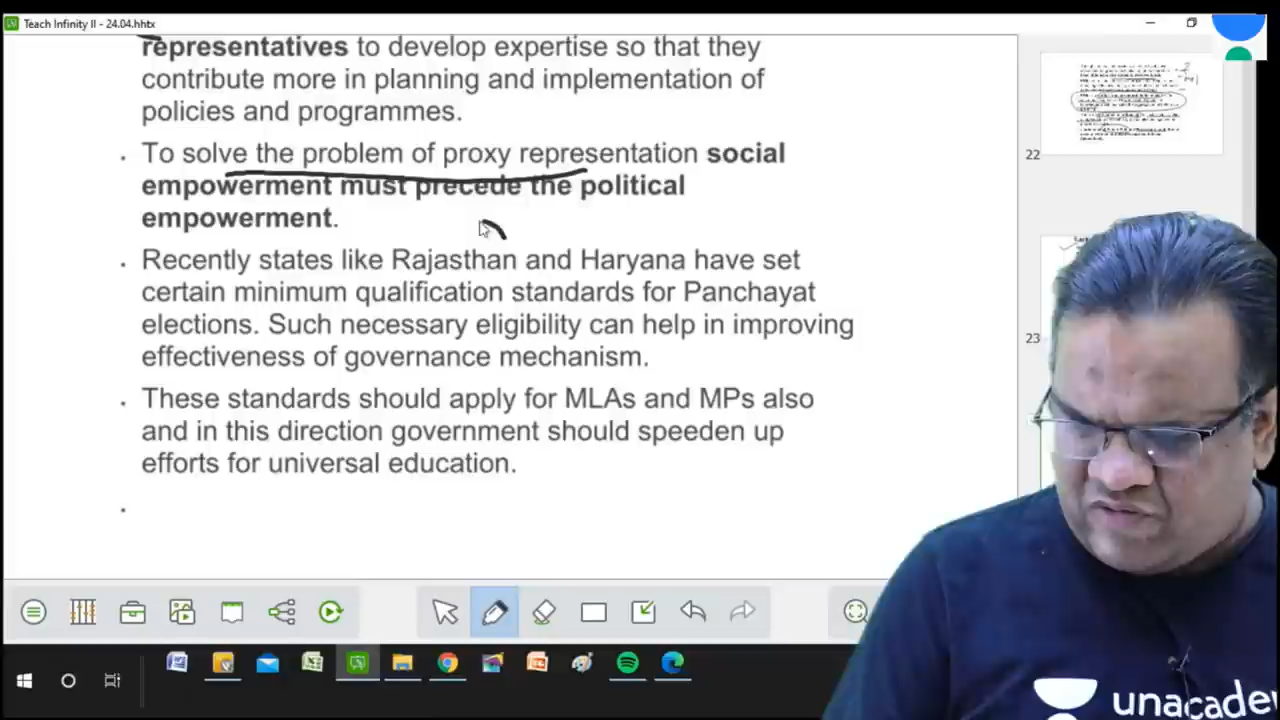 Teach Infinity II - 24.04.hhtx
representatives to develop expertise so that they
contribute more in planning and implementation of
policies and programmes.
. To solve the problem of proxy representation social
empowerment must precede the political
empowerment.
. Recently states like Rajasthan and Haryana have set
certain minimum qualification standards for Panchayat
elections. Such necessary eligibility can help in improving
effectiveness of governance mechanism.
. These standards should apply for MLAs and MPs also
and in this direction government should speeden up
efforts for universal education.
.
22
23